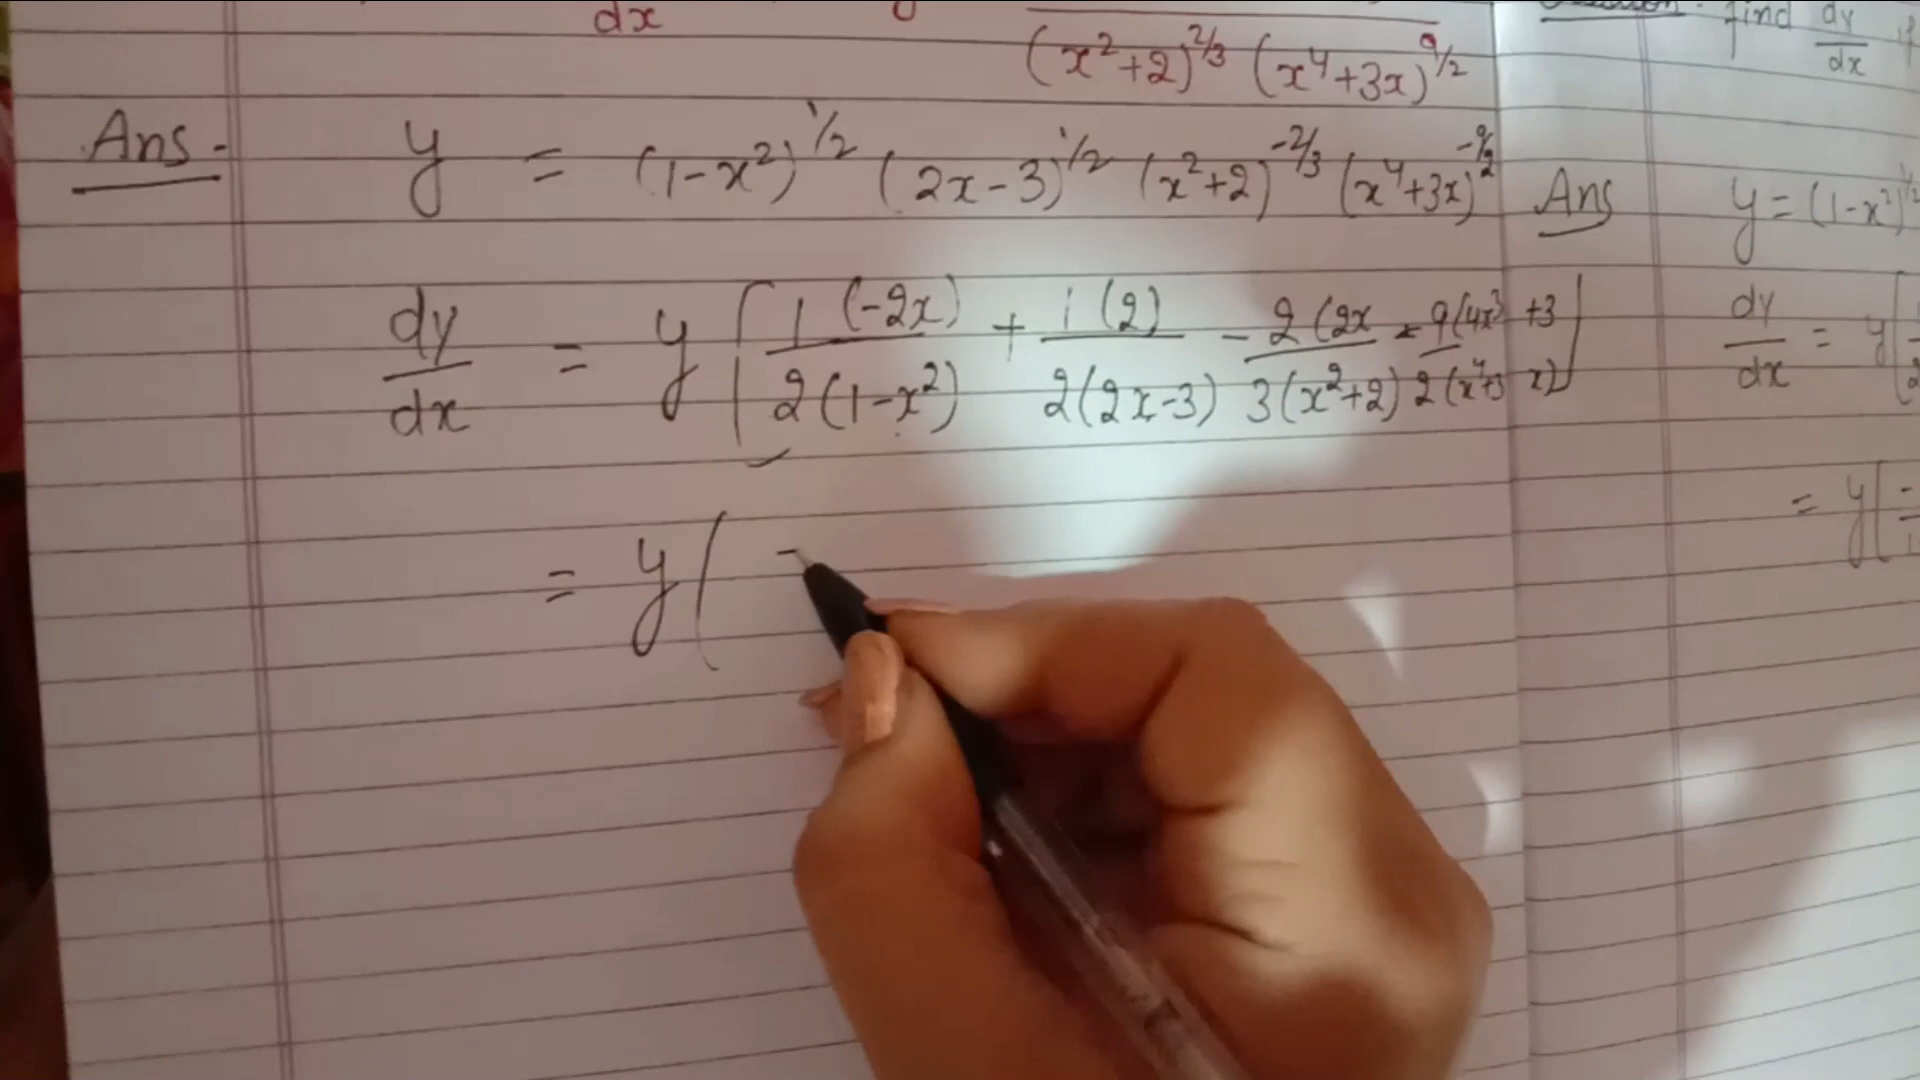 dx
(x²+2)^2/3 (x⁴+3x)^9/2
Ans. y = (1-x²)^1/2 (2x-3)^1/2 (x²+2)^-2/3 (x⁴+3x)^-9/2
dy/dx = y [ 1(-2x)/2(1-x²) + 1(2)/2(2x-3) - 2(2x/3(x²+2) - 9(4x³+3/2(x⁴+3x) ]
= y( -
find dy/dx if
Ans y = (1-x²)^1/2
dy/dx = y
= y( -